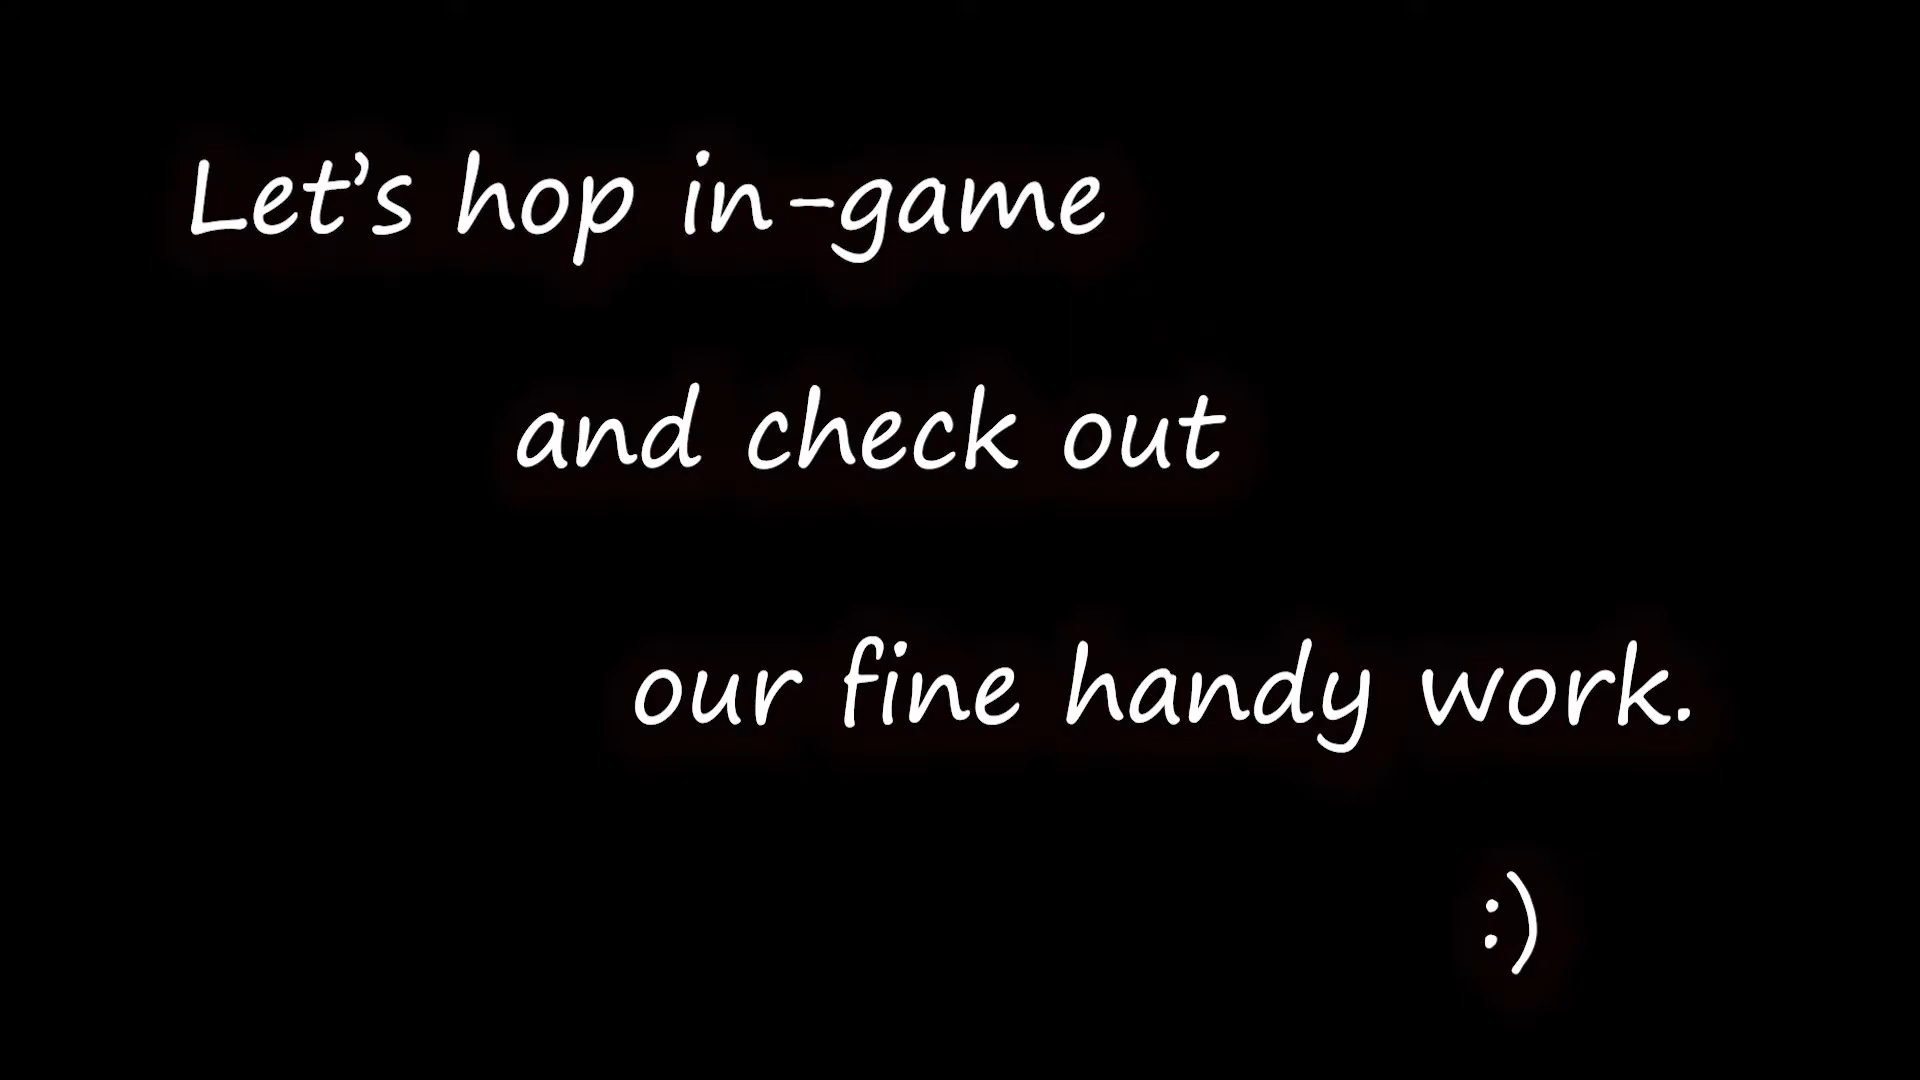 Let’s hop in-game
and check out
our fine handy work.
:)